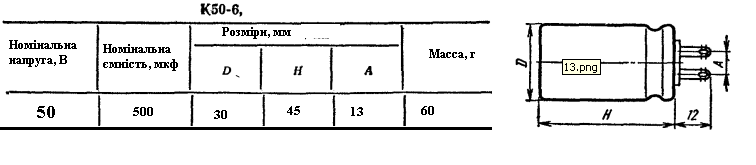 К50-6,
Номінальна напруга, В
Номінальна ємність, мкф
Розміри, мм
D H A
Масса, г
50 500 30 45 13 60
D
13.png
A
H
12